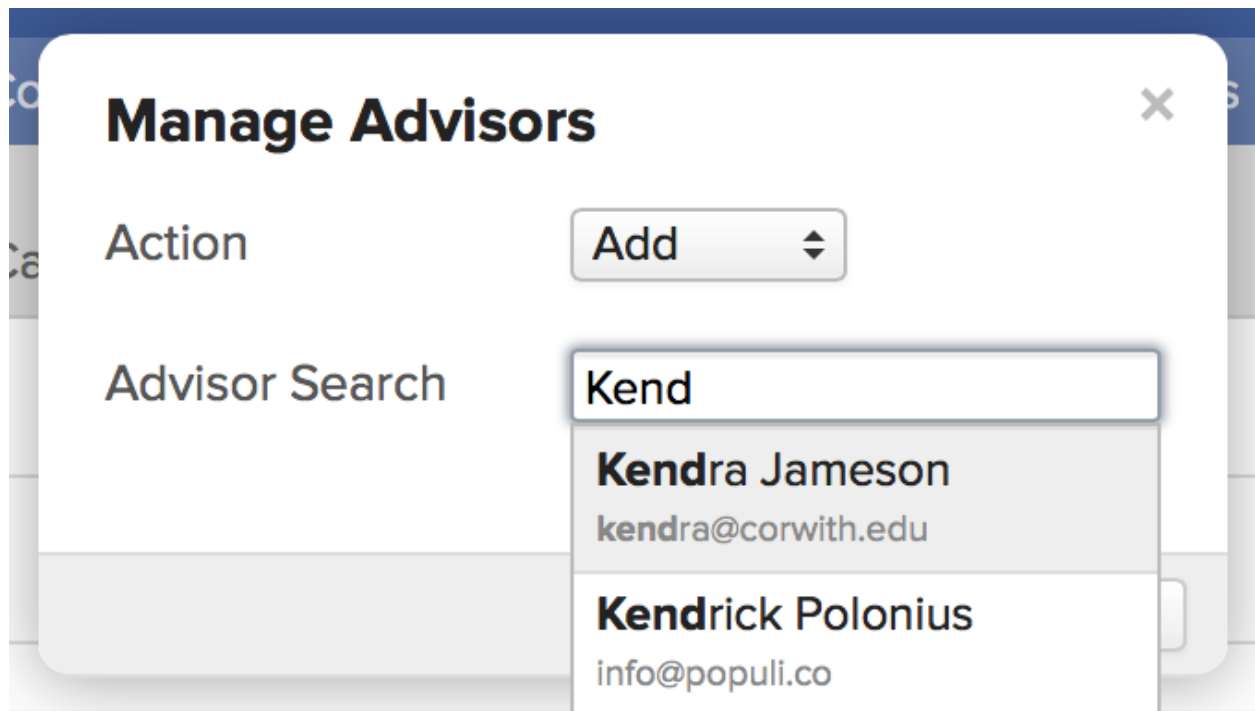 Manage Advisors
Action
Add
Advisor Search
Kend
Kendra Jameson
kendra@corwith.edu
Kendrick Polonius
info@populi.co